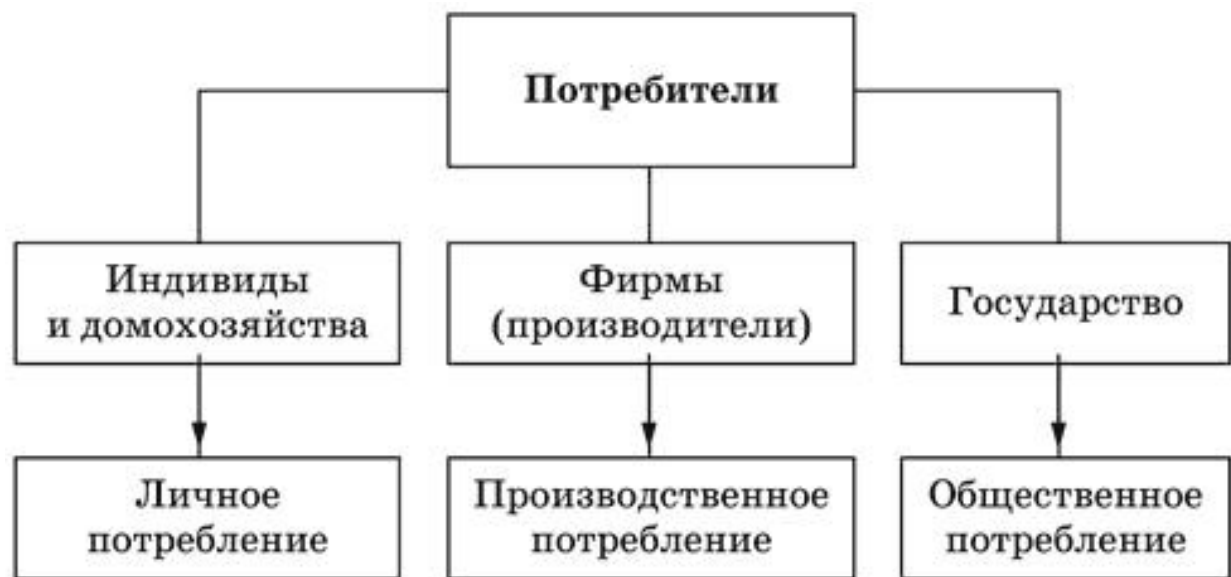 Потребители
Индивиды
и домохозяйства
Фирмы
(производители)
Государство
Личное
потребление
Производственное
потребление
Общественное
потребление